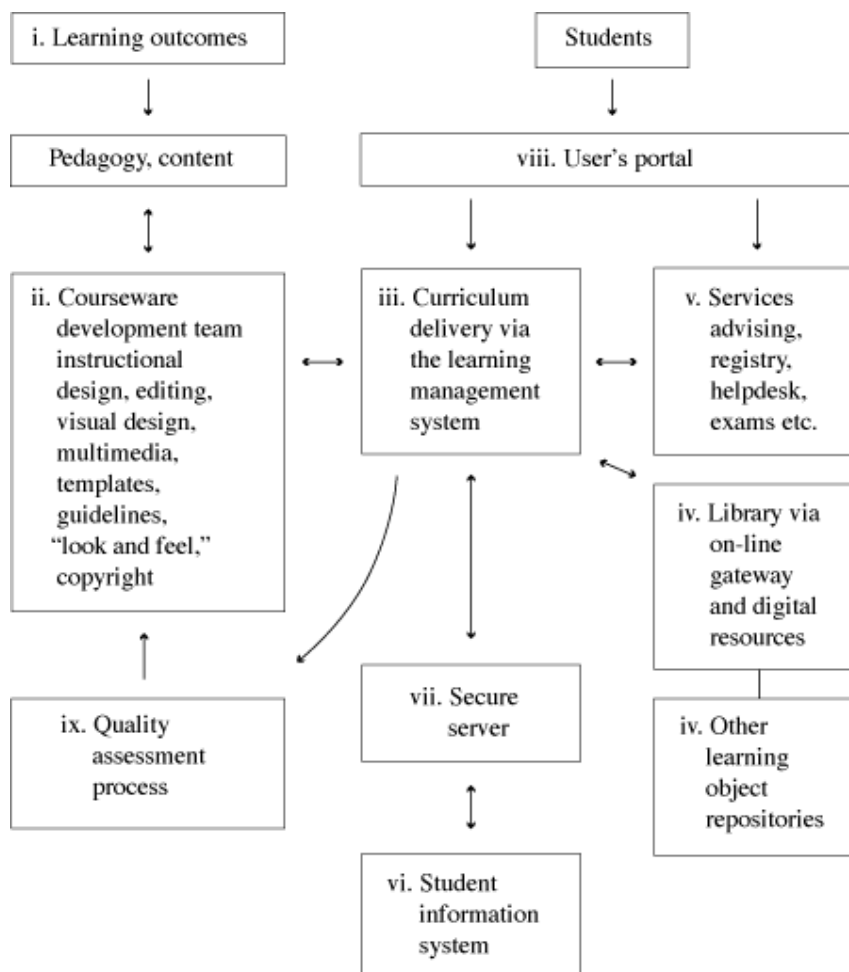 i. Learning outcomes
Students
Pedagogy, content
viii. User’s portal
ii. Courseware
development team
instructional
design, editing,
visual design,
multimedia,
templates,
guidelines,
“look and feel,”
copyright
iii. Curriculum
delivery via
the learning
management
system
v. Services
advising,
registry,
helpdesk,
exams etc.
iv. Library via
on-line
gateway
and digital
resources
ix. Quality
assessment
process
vii. Secure
server
iv. Other
learning
object
repositories
vi. Student
information
system